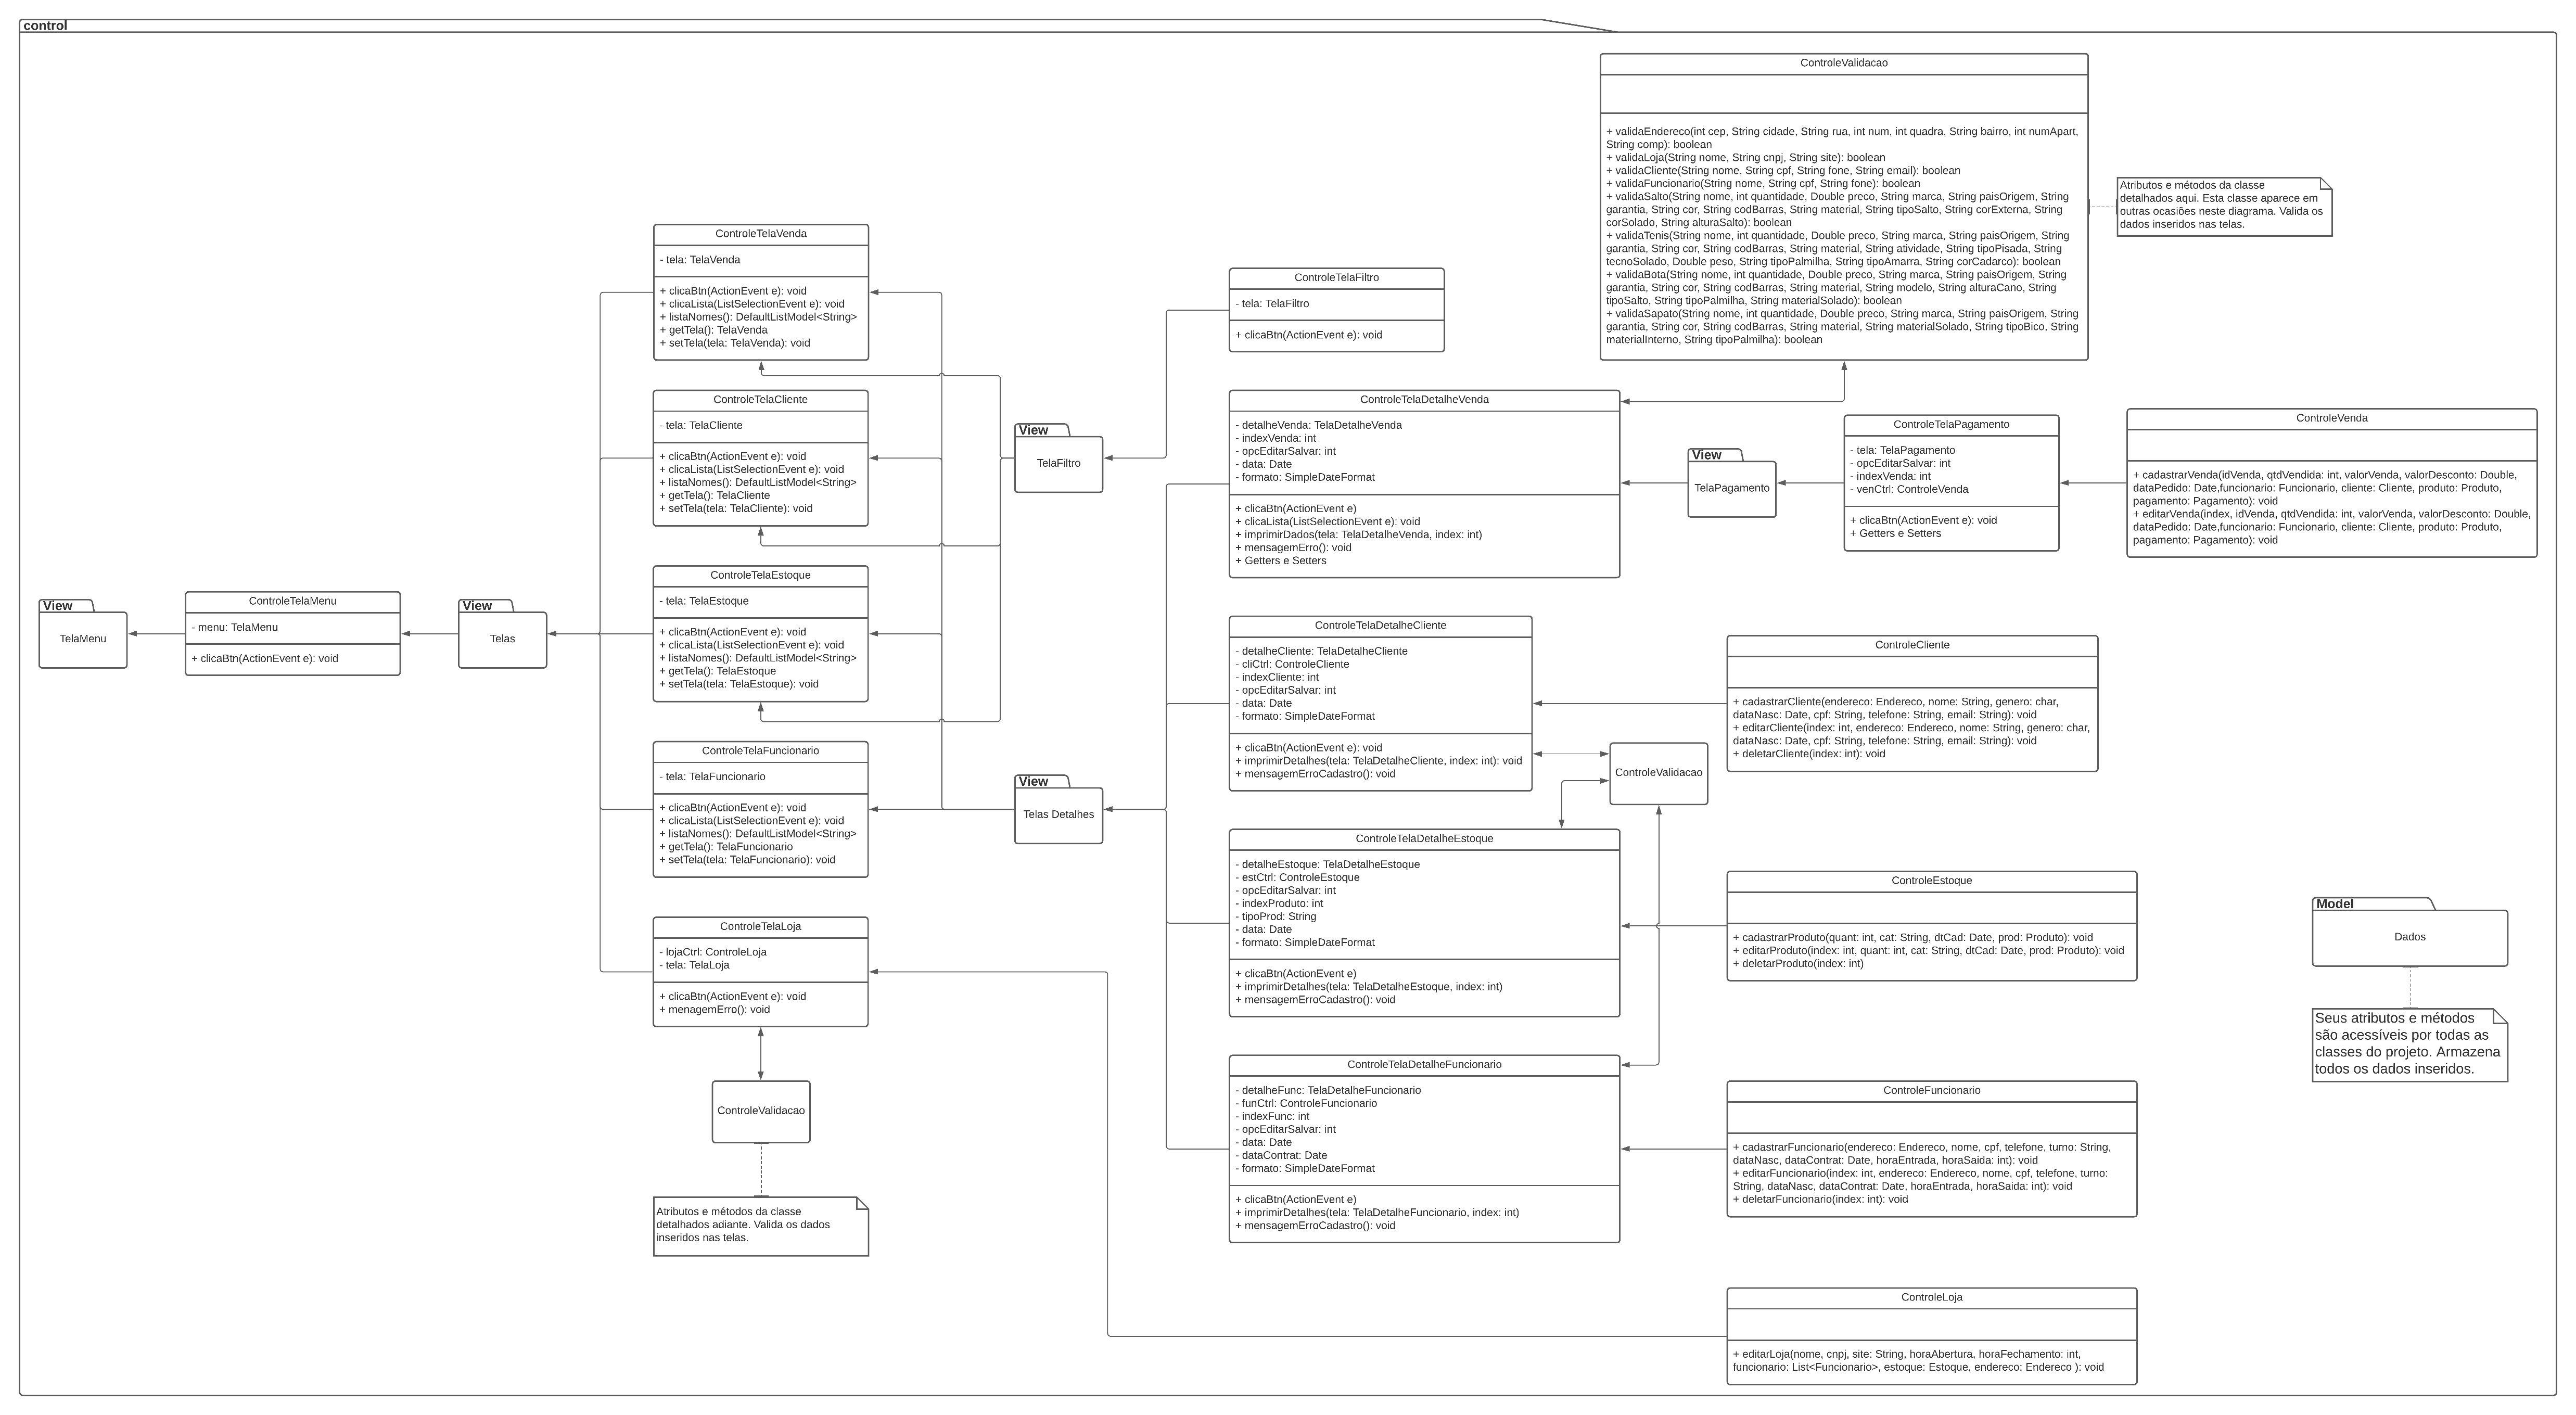 control
ControleValidacao
+ validaEndereco(int cep, String cidade, String rua, int num, int quadra, String bairro, int numApart,
String comp): boolean
+ validaLoja(String nome, String cnpj, String site): boolean
+ validaCliente(String nome, String cpf, String fone, String email): boolean
+ validaFuncionario(String nome, String cpf, String fone): boolean
+ validaSalto(String nome, int quantidade, Double preco, String marca, String paisOrigem, String
garantia, String cor, String codBarras, String material, String tipoSalto, String corExterna, String
corSolado, String alturaSalto): boolean
+ validaTenis(String nome, int quantidade, Double preco, String marca, String paisOrigem, String
garantia, String cor, String codBarras, String material, String atividade, String tipoPisada, String
tecnoSolado, Double peso, String tipoPalmilha, String tipoAmarra, String corCadarco): boolean
+ validaBota(String nome, int quantidade, Double preco, String marca, String paisOrigem, String
garantia, String cor, String codBarras, String material, String modelo, String alturaCano, String
tipoSalto, String tipoPalmilha, String materialSolado): boolean
+ validaSapato(String nome, int quantidade, Double preco, String marca, String paisOrigem, String
garantia, String cor, String codBarras, String material, String materialSolado, String tipoBico, String
materialInterno, String tipoPalmilha): boolean
Atributos e métodos da classe
detalhados aqui. Esta classe aparece em
outras ocasiões neste diagrama. Valida os
dados inseridos nas telas.
View
TelaMenu
ControleTelaMenu
- menu: TelaMenu
+ clicaBtn(ActionEvent e): void
View
Telas
ControleTelaVenda
- tela: TelaVenda
+ clicaBtn(ActionEvent e): void
+ clicaLista(ListSelectionEvent e): void
+ listaNomes(): DefaultListModel<String>
+ getTela(): TelaVenda
+ setTela(tela: TelaVenda): void
ControleTelaCliente
- tela: TelaCliente
+ clicaBtn(ActionEvent e): void
+ clicaLista(ListSelectionEvent e): void
+ listaNomes(): DefaultListModel<String>
+ getTela(): TelaCliente
+ setTela(tela: TelaCliente): void
ControleTelaEstoque
- tela: TelaEstoque
+ clicaBtn(ActionEvent e): void
+ clicaLista(ListSelectionEvent e): void
+ listaNomes(): DefaultListModel<String>
+ getTela(): TelaEstoque
+ setTela(tela: TelaEstoque): void
ControleTelaFuncionario
- tela: TelaFuncionario
+ clicaBtn(ActionEvent e): void
+ clicaLista(ListSelectionEvent e): void
+ listaNomes(): DefaultListModel<String>
+ getTela(): TelaFuncionario
+ setTela(tela: TelaFuncionario): void
ControleTelaLoja
- lojaCtrl: ControleLoja
- tela: TelaLoja
+ clicaBtn(ActionEvent e): void
+ menagemErro(): void
ControleValidacao
Atributos e métodos da classe
detalhados adiante. Valida os dados
inseridos nas telas.
View
TelaFiltro
View
Telas Detalhes
ControleTelaFiltro
- tela: TelaFiltro
+ clicaBtn(ActionEvent e): void
ControleTelaDetalheVenda
- detalheVenda: TelaDetalheVenda
- indexVenda: int
- opcEditarSalvar: int
- data: Date
- formato: SimpleDateFormat
+ clicaBtn(ActionEvent e)
+ clicaLista(ListSelectionEvent e): void
+ imprimirDados(tela: TelaDetalheVenda, index: int)
+ mensagemErro(): void
+ Getters e Setters
View
TelaPagamento
ControleTelaPagamento
- tela: TelaPagamento
- opcEditarSalvar: int
- indexVenda: int
- venCtrl: ControleVenda
+ clicaBtn(ActionEvent e): void
+ Getters e Setters
ControleVenda
+ cadastrarVenda(idVenda, qtdVendida: int, valorVenda, valorDesconto: Double,
dataPedido: Date,funcionario: Funcionario, cliente: Cliente, produto: Produto,
pagamento: Pagamento): void
+ editarVenda(index, idVenda, qtdVendida: int, valorVenda, valorDesconto: Double,
dataPedido: Date,funcionario: Funcionario, cliente: Cliente, produto: Produto,
pagamento: Pagamento): void
ControleTelaDetalheCliente
- detalheCliente: TelaDetalheCliente
- cliCtrl: ControleCliente
- indexCliente: int
- opcEditarSalvar: int
- data: Date
- formato: SimpleDateFormat
+ clicaBtn(ActionEvent e): void
+ imprimirDetalhes(tela: TelaDetalheCliente, index: int): void
+ mensagemErroCadastro(): void
ControleValidacao
ControleCliente
+ cadastrarCliente(endereco: Endereco, nome: String, genero: char,
dataNasc: Date, cpf: String, telefone: String, email: String): void
+ editarCliente(index: int, endereco: Endereco, nome: String, genero: char,
dataNasc: Date, cpf: String, telefone: String, email: String): void
+ deletarCliente(index: int): void
ControleTelaDetalheEstoque
- detalheEstoque: TelaDetalheEstoque
- estCtrl: ControleEstoque
- opcEditarSalvar: int
- indexProduto: int
- tipoProd: String
- data: Date
- formato: SimpleDateFormat
+ clicaBtn(ActionEvent e)
+ imprimirDetalhes(tela: TelaDetalheEstoque, index: int)
+ mensagemErroCadastro(): void
ControleEstoque
+ cadastrarProduto(quant: int, cat: String, dtCad: Date, prod: Produto): void
+ editarProduto(index: int, quant: int, cat: String, dtCad: Date, prod: Produto): void
+ deletarProduto(index: int)
Model
Dados
Seus atributos e métodos
são acessíveis por todas as
classes do projeto. Armazena
todos os dados inseridos.
ControleTelaDetalheFuncionario
- detalheFunc: TelaDetalheFuncionario
- funCtrl: ControleFuncionario
- indexFunc: int
- opcEditarSalvar: int
- data: Date
- dataContrat: Date
- formato: SimpleDateFormat
+ clicaBtn(ActionEvent e)
+ imprimirDetalhes(tela: TelaDetalheFuncionario, index: int)
+ mensagemErroCadastro(): void
ControleFuncionario
+ cadastrarFuncionario(endereco: Endereco, nome, cpf, telefone, turno: String,
dataNasc, dataContrat: Date, horaEntrada, horaSaida: int): void
+ editarFuncionario(index: int, endereco: Endereco, nome, cpf, telefone, turno:
String, dataNasc, dataContrat: Date, horaEntrada, horaSaida: int): void
+ deletarFuncionario(index: int): void
ControleLoja
+ editarLoja(nome, cnpj, site: String, horaAbertura, horaFechamento: int,
funcionario: List<Funcionario>, estoque: Estoque, endereco: Endereco ): void